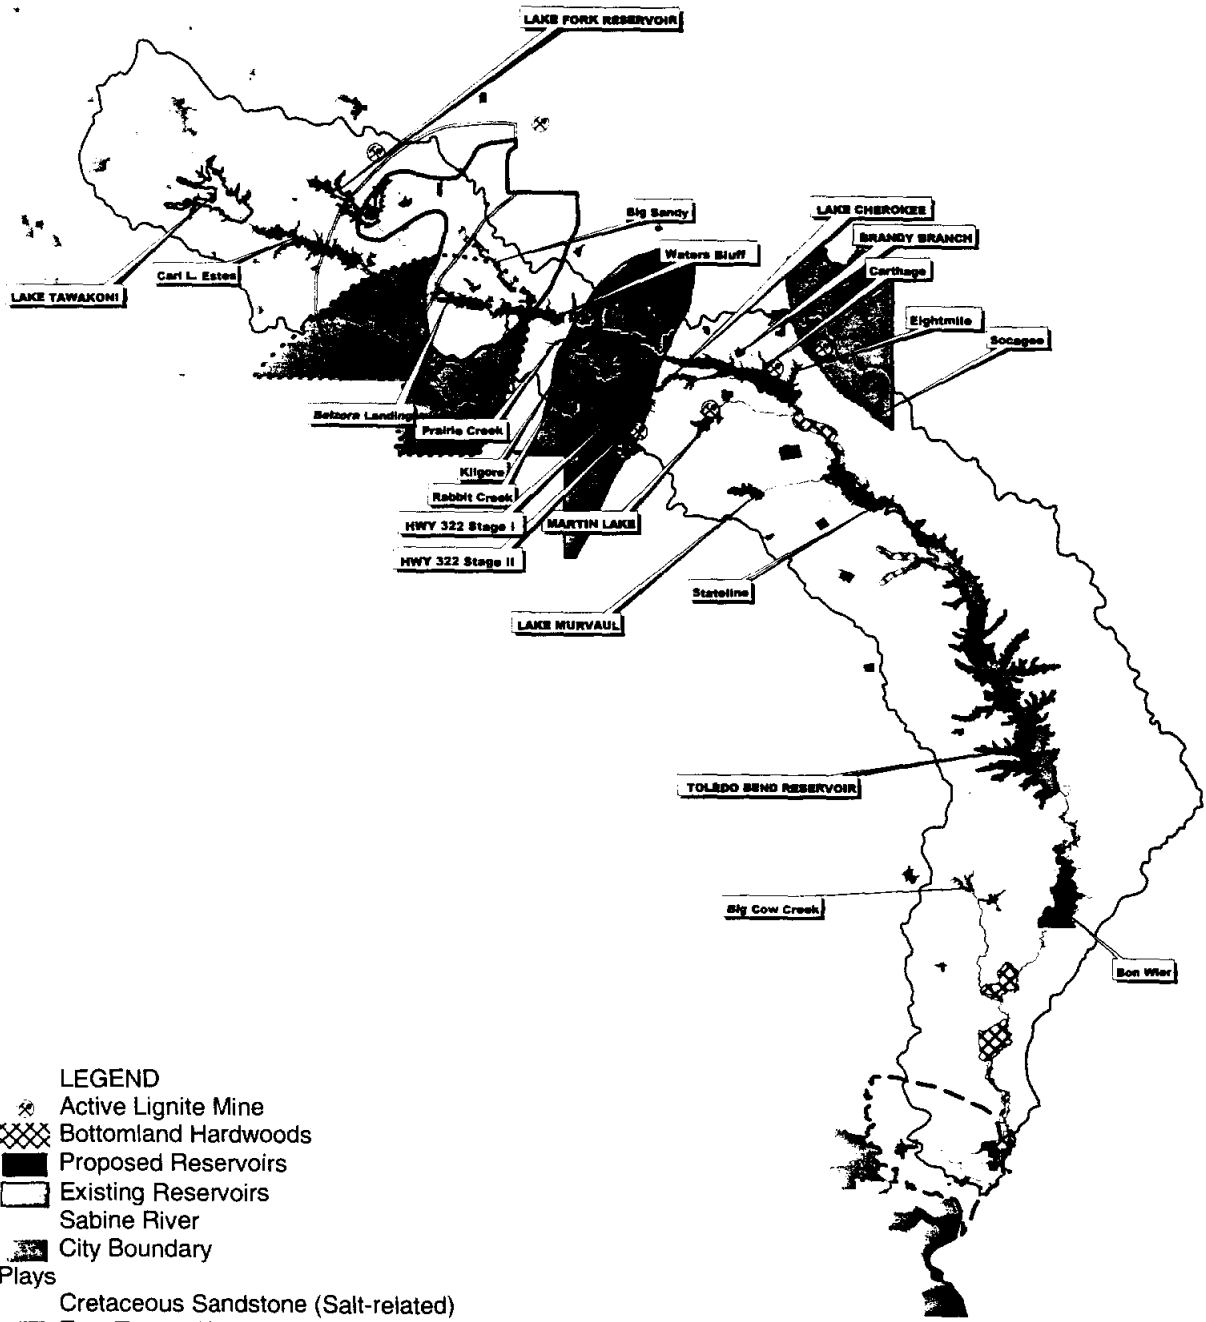 LAKE FORK RESERVOIR
Big Sandy
LAKE CHEROKEE
BRANDY BRANCH
Waters Bluff
Carthage
Carl L. Estes
LAKE TAWAKONI
Eightmile
Socagee
Belzora Landing
Prairie Creek
Kilgore
Rabbit Creek
HWY 322 Stage I
MARTIN LAKE
HWY 322 Stage II
Stateline
LAKE MURVAUL
TOLEDO BEND RESERVOIR
Big Cow Creek
Bon Wier
LEGEND
Active Lignite Mine
Bottomland Hardwoods
Proposed Reservoirs
Existing Reservoirs
Sabine River
City Boundary
Plays
Cretaceous Sandstone (Salt-related)